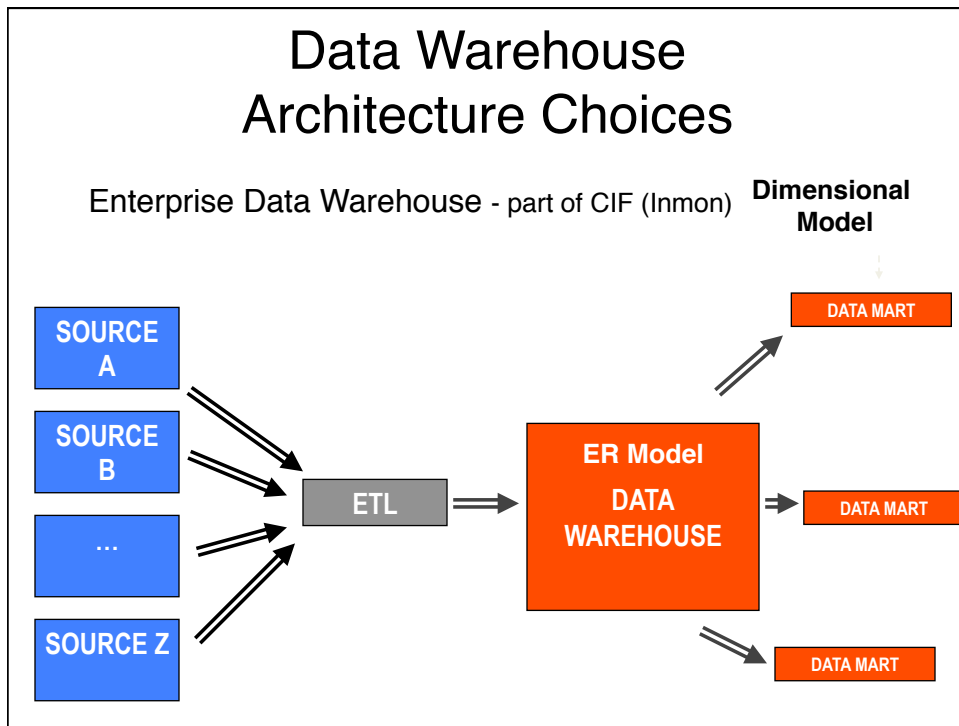 Data Warehouse
Architecture Choices
Enterprise Data Warehouse - part of CIF (Inmon)
Dimensional
Model
SOURCE
A
SOURCE
B
...
SOURCE Z
ETL
ER Model
DATA
WAREHOUSE
DATA MART
DATA MART
DATA MART